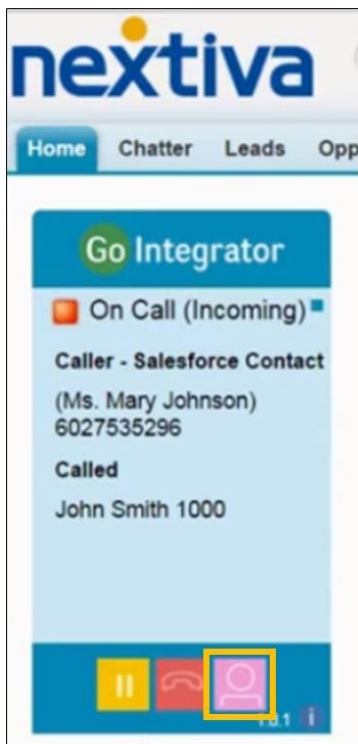 nextiva
Home Chatter Leads Opp
Go Integrator
On Call (Incoming)
Caller - Salesforce Contact
(Ms. Mary Johnson)
6027535296
Called
John Smith 1000
i